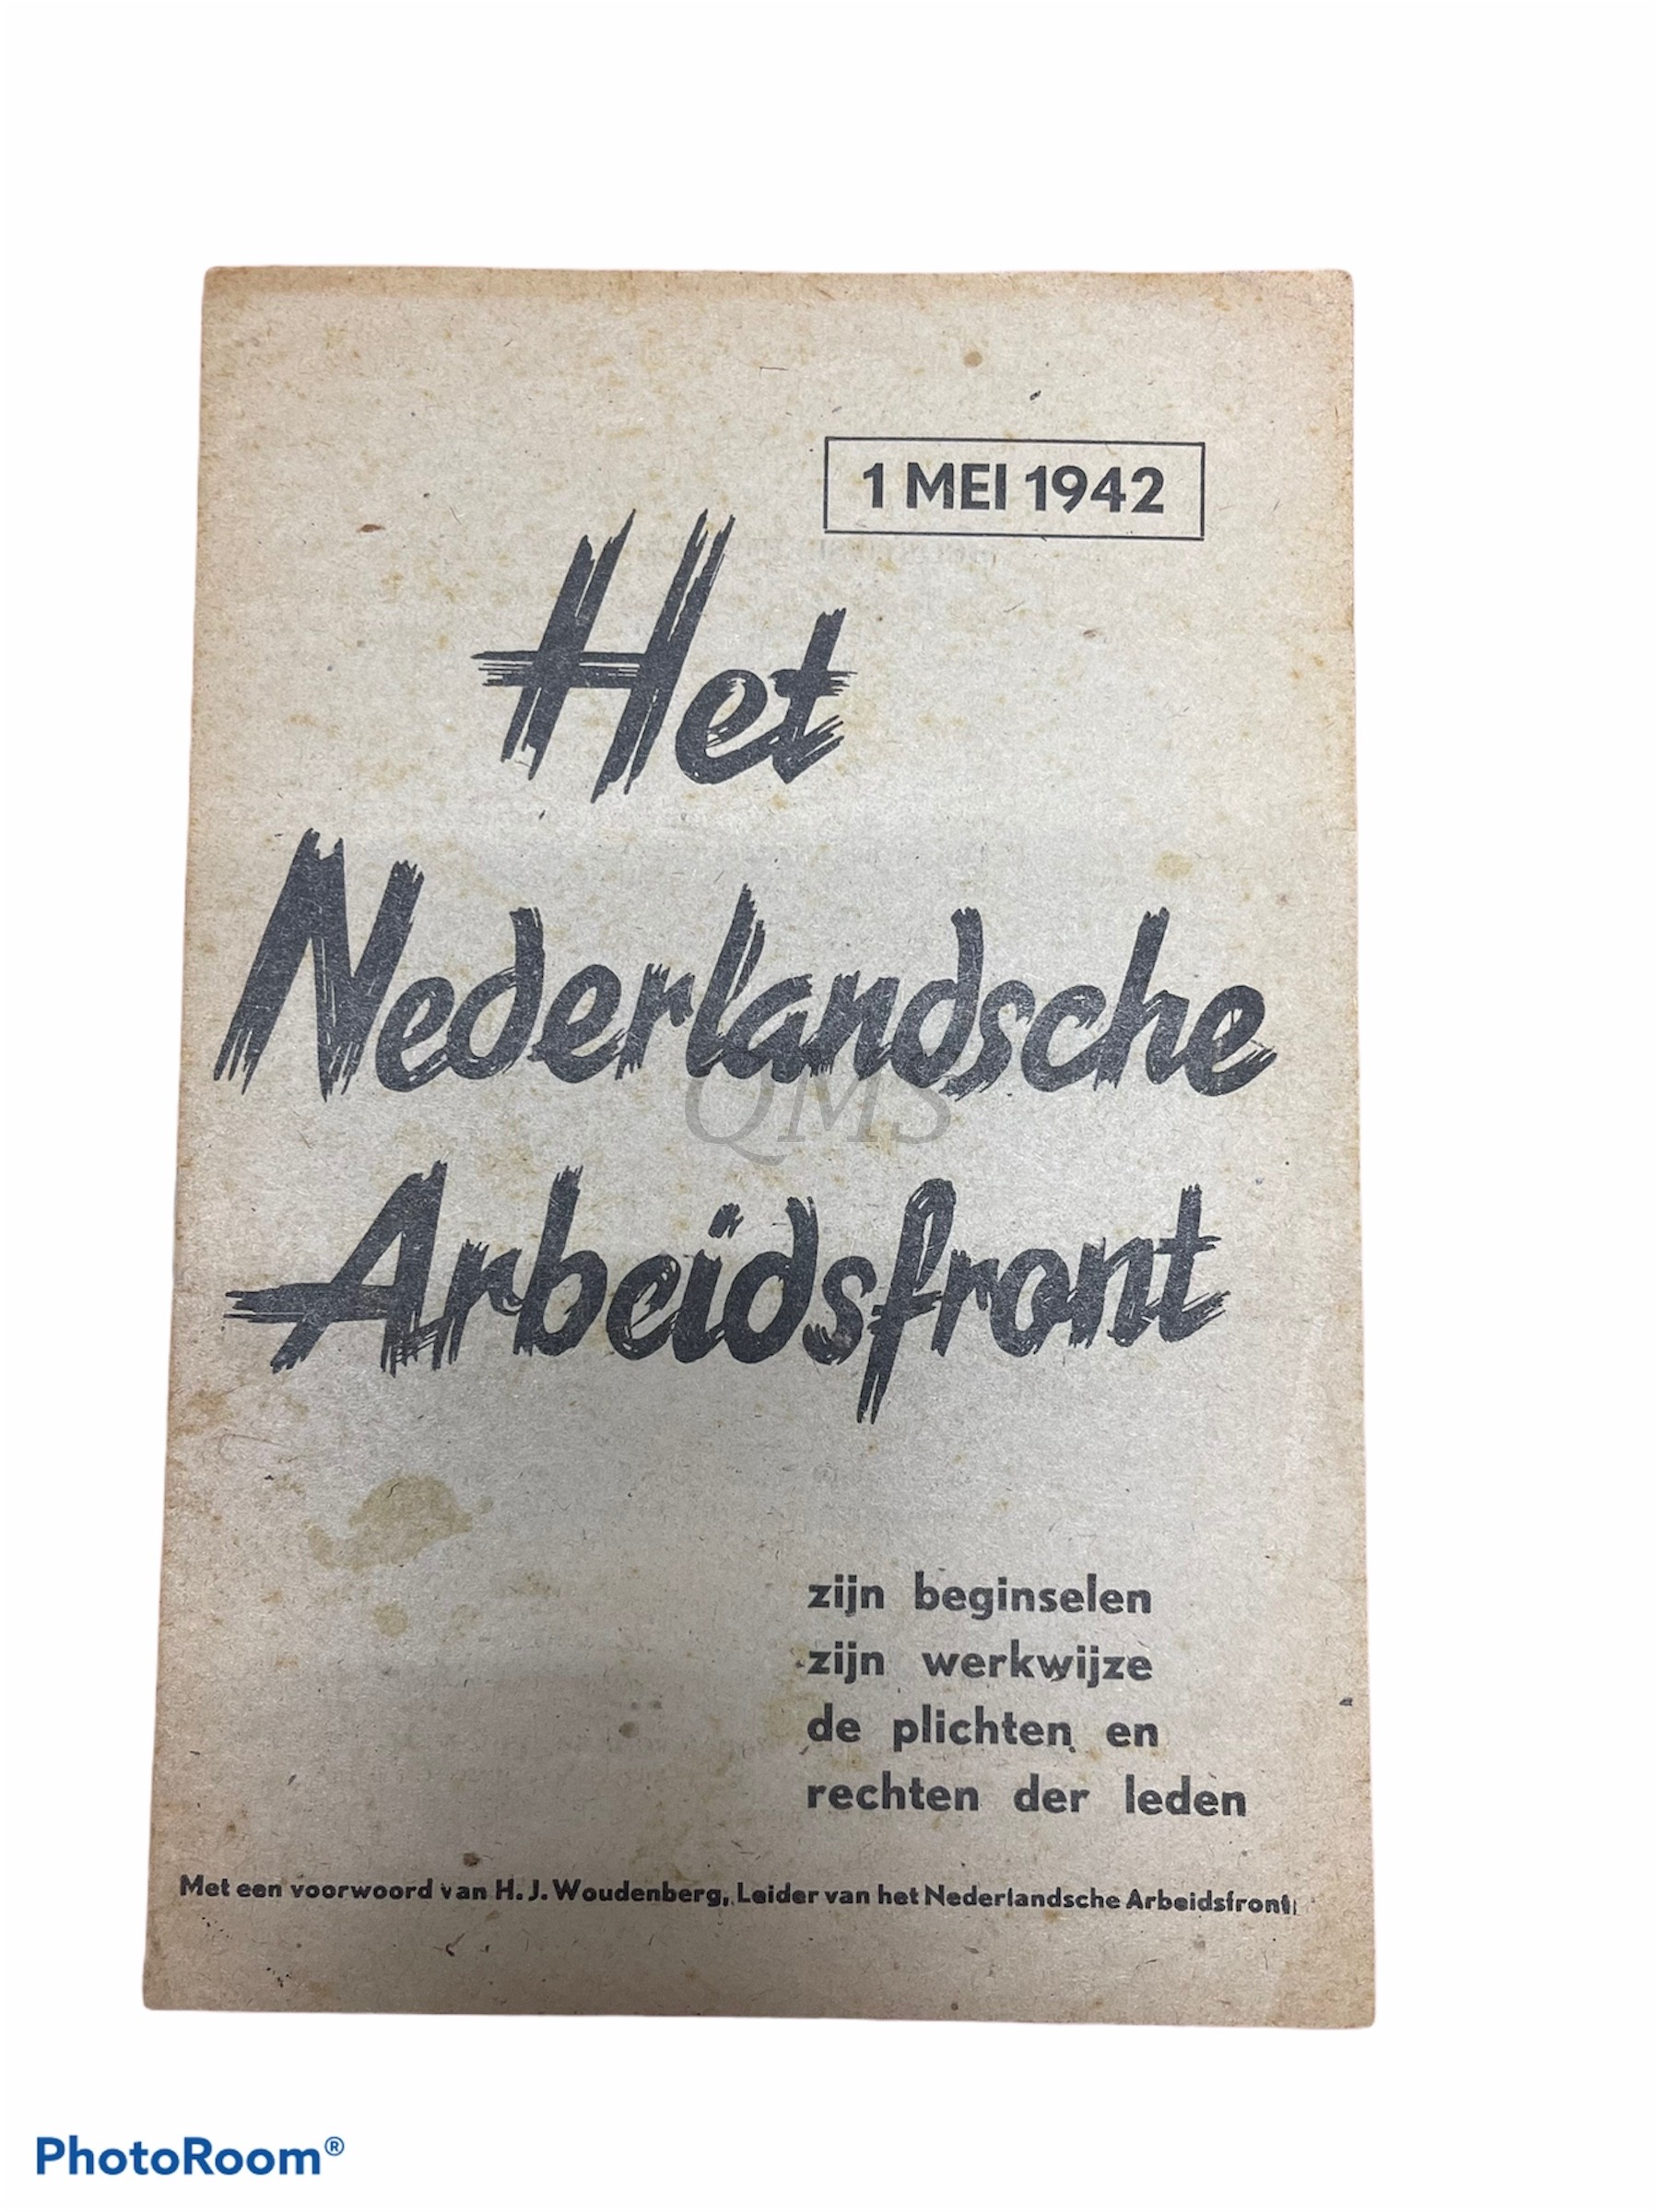 1 MEI 1942
Het
Nederlandsche
Arbeidsfront
QMS
zijn beginselen
zijn werkwijze
de plichten en
rechten der leden
Met een voorwoord van H. J. Woudenberg, Leider van het Nederlandsche Arbeidsfront
PhotoRoom®